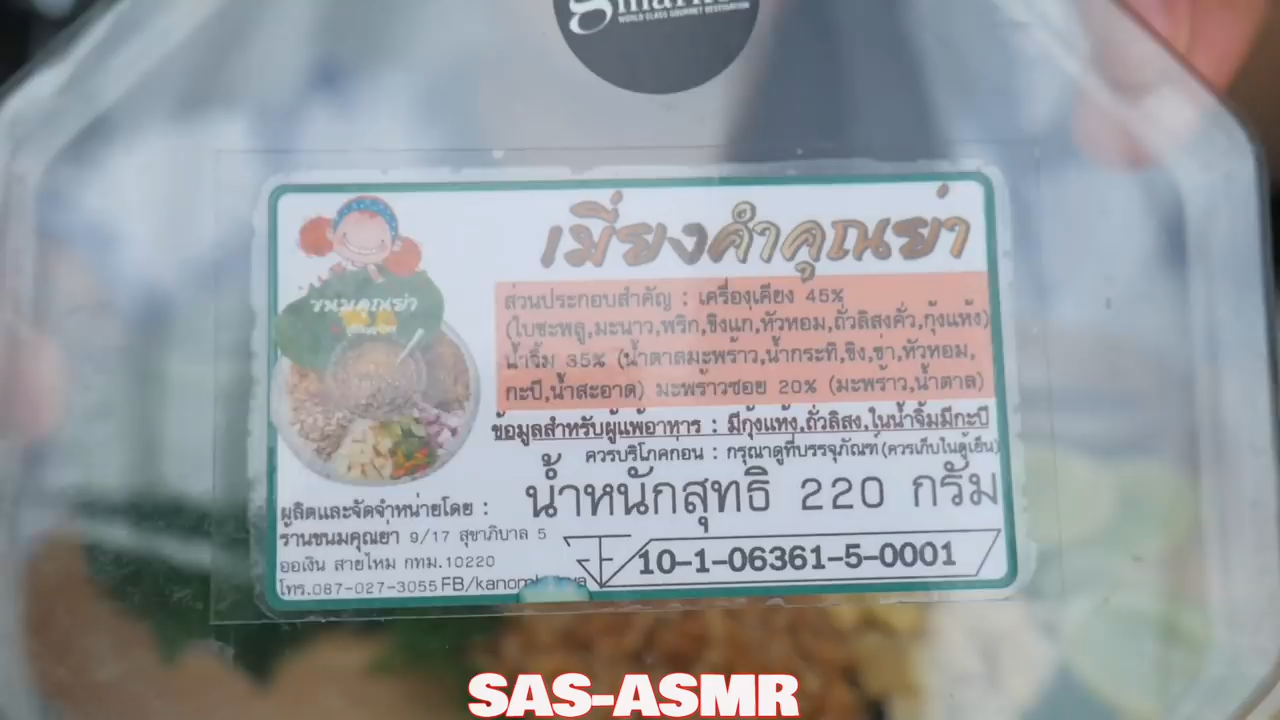 WORLD CLASS GOURMET DESTINATION
เมี่ยงคำคุณย่า
ขนมคุณย่า
ส่วนประกอบสำคัญ : เครื่องเคียง 45%
(ใบชะพลู,มะนาว,พริก,ขิงแก่,หัวหอม,ถั่วลิสงคั่ว,กุ้งแห้ง)
น้ำจิ้ม 35% (น้ำตาลมะพร้าว,น้ำกระทิ,ขิง,ข่า,หัวหอม,
กะปิ,น้ำสะอาด) มะพร้าวซอย 20% (มะพร้าว,น้ำตาล)
ข้อมูลสำหรับผู้แพ้อาหาร : มีกุ้งแห้ง,ถั่วลิสง,ในน้ำจิ้มมีกะปิ
ควรบริโภคก่อน : กรุณาดูที่บรรจุภัณฑ์(ควรเก็บในตู้เย็น)
น้ำหนักสุทธิ 220 กรัม
ผลิตและจัดจำหน่ายโดย :
ร้านขนมคุณย่า 9/17 สุขาภิบาล 5
ออเงิน สายไหม กทม.10220
โทร.087-027-3055 FB/kanom
10-1-06361-5-0001
SAS-ASMR